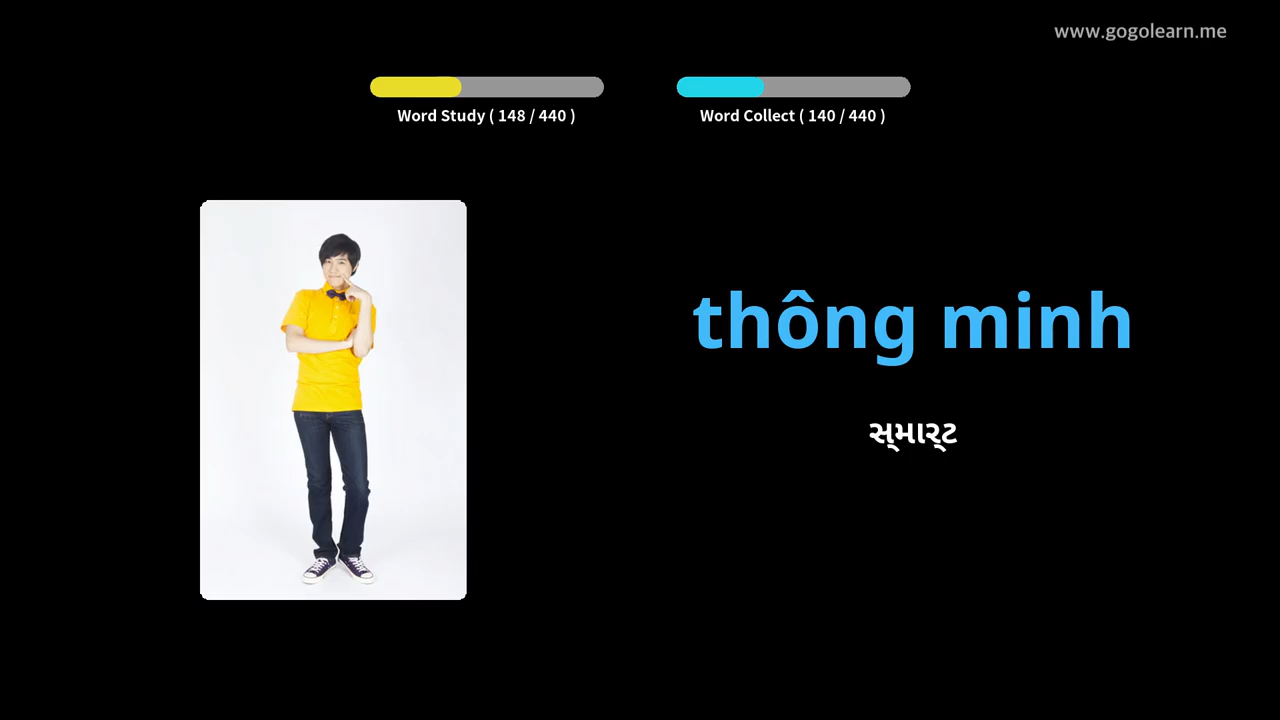 www.gogolearn.me
Word Study ( 148 / 440 )
Word Collect ( 140 / 440 )
thông minh
સ્માર્ટ